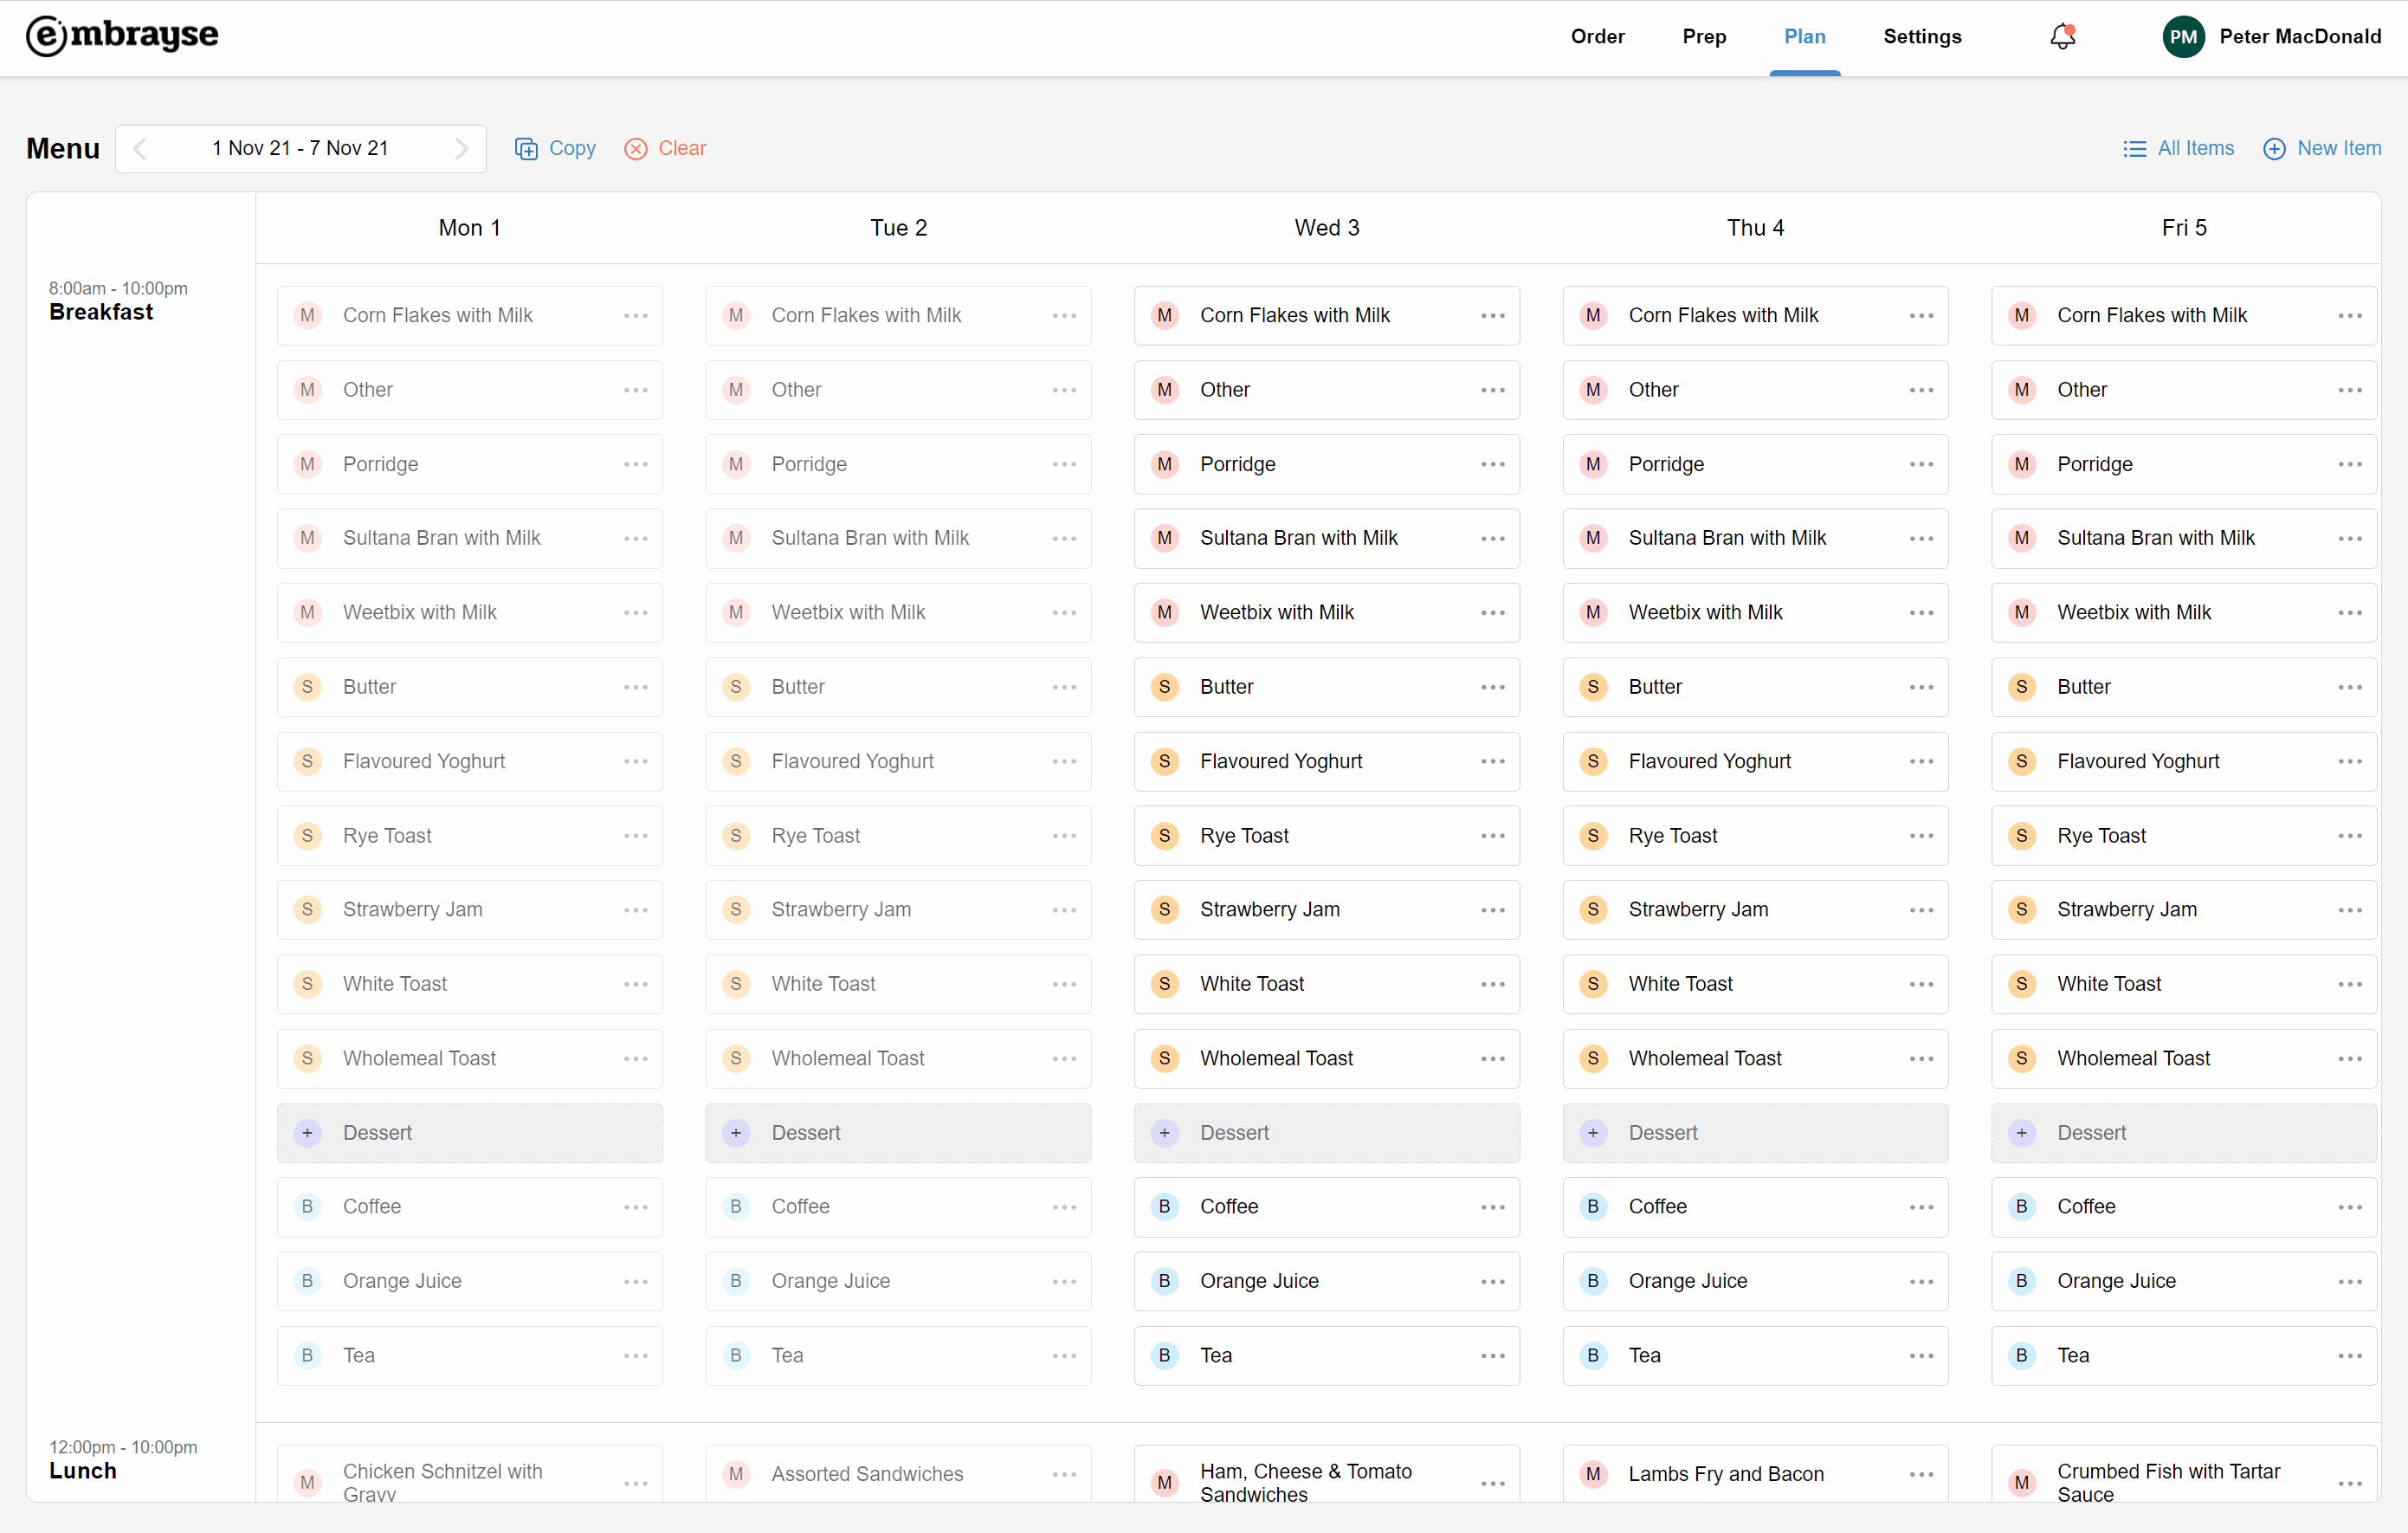 embrayse
Order Prep Plan Settings PM Peter MacDonald
Menu 1 Nov 21 - 7 Nov 21 Copy Clear All Items New Item
Mon 1 Tue 2 Wed 3 Thu 4 Fri 5
8:00am - 10:00pm
Breakfast
M Corn Flakes with Milk M Corn Flakes with Milk M Corn Flakes with Milk M Corn Flakes with Milk M Corn Flakes with Milk
M Other M Other M Other M Other M Other
M Porridge M Porridge M Porridge M Porridge M Porridge
M Sultana Bran with Milk M Sultana Bran with Milk M Sultana Bran with Milk M Sultana Bran with Milk M Sultana Bran with Milk
M Weetbix with Milk M Weetbix with Milk M Weetbix with Milk M Weetbix with Milk M Weetbix with Milk
S Butter S Butter S Butter S Butter S Butter
S Flavoured Yoghurt S Flavoured Yoghurt S Flavoured Yoghurt S Flavoured Yoghurt S Flavoured Yoghurt
S Rye Toast S Rye Toast S Rye Toast S Rye Toast S Rye Toast
S Strawberry Jam S Strawberry Jam S Strawberry Jam S Strawberry Jam S Strawberry Jam
S White Toast S White Toast S White Toast S White Toast S White Toast
S Wholemeal Toast S Wholemeal Toast S Wholemeal Toast S Wholemeal Toast S Wholemeal Toast
+ Dessert + Dessert + Dessert + Dessert + Dessert
B Coffee B Coffee B Coffee B Coffee B Coffee
B Orange Juice B Orange Juice B Orange Juice B Orange Juice B Orange Juice
B Tea B Tea B Tea B Tea B Tea
12:00pm - 10:00pm
Lunch
M Chicken Schnitzel with Gravy M Assorted Sandwiches M Ham, Cheese & Tomato Sandwiches M Lambs Fry and Bacon M Crumbed Fish with Tartar Sauce